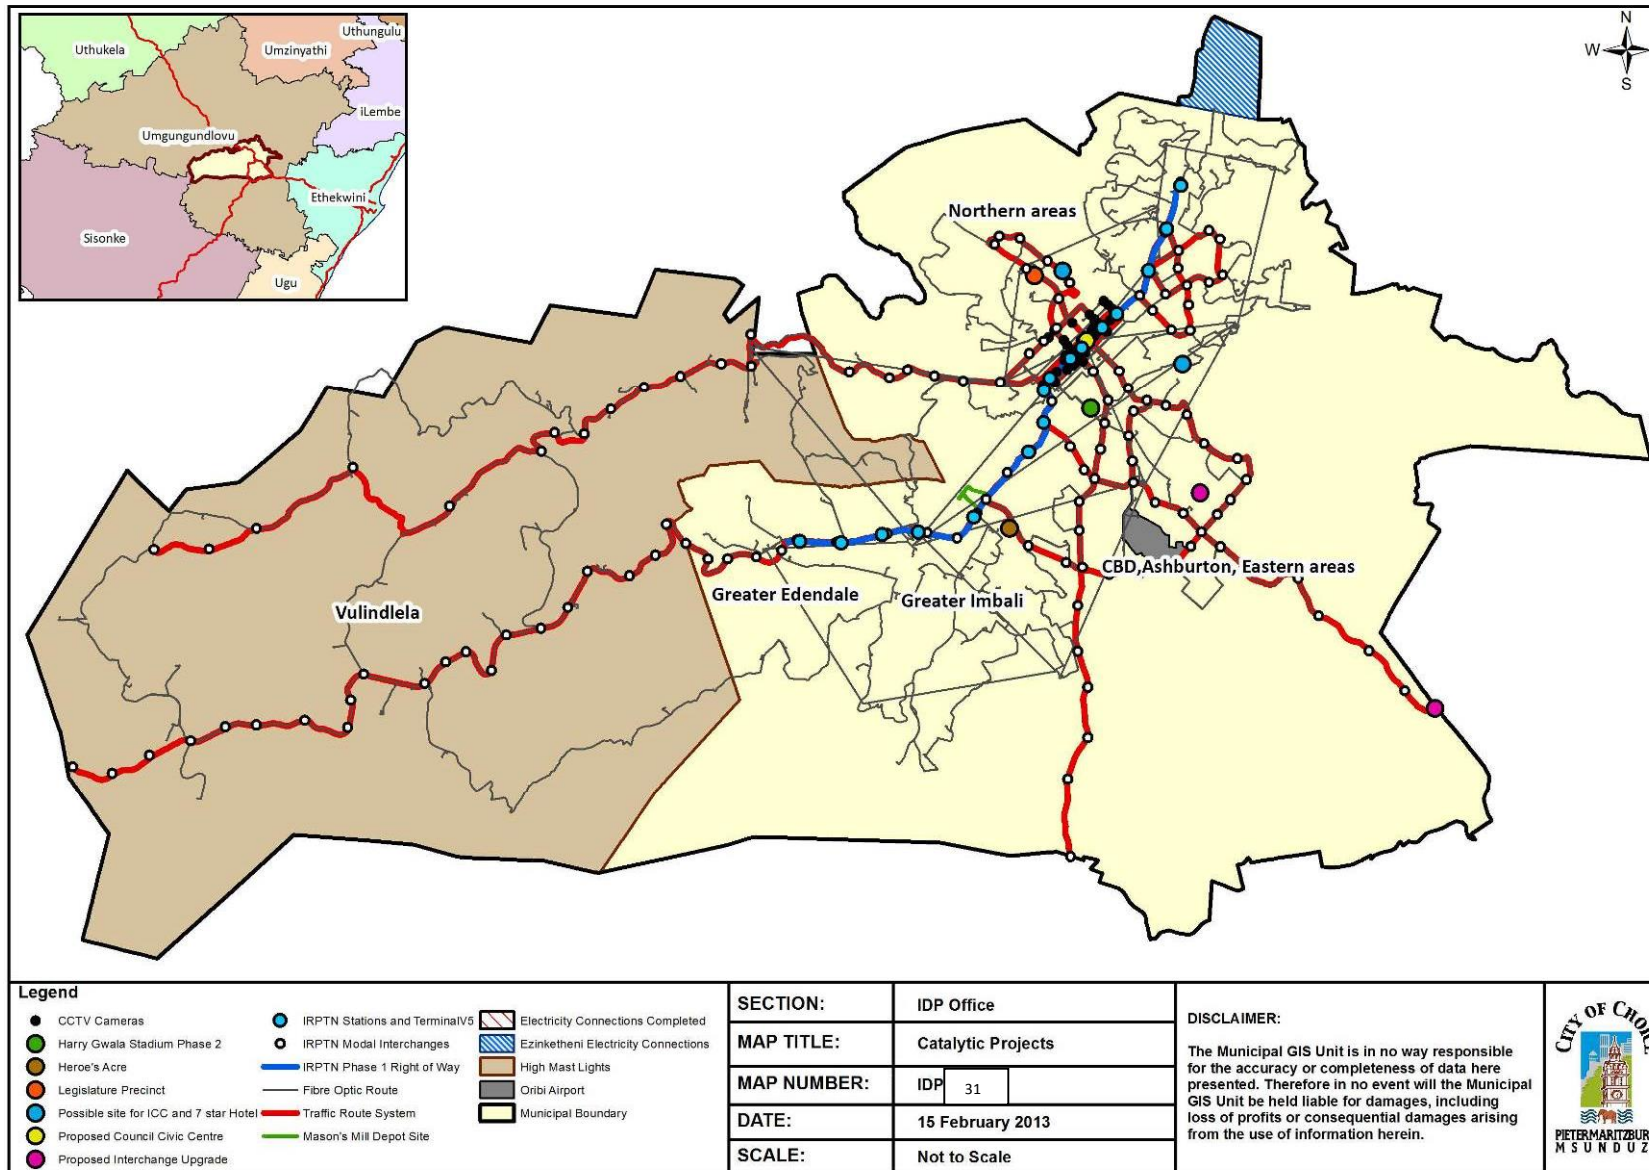 Uthukela
Umzinyathi
Uthungulu
iLembe
Umgungundlovu
Ethekwini
Sisonke
Ugu
N
W
S
Northern areas
CBD,Ashburton, Eastern areas
Greater Edendale
Greater Imbali
Vulindlela
Legend
CCTV Cameras
Harry Gwala Stadium Phase 2
Heroe's Acre
Legislature Precinct
Possible site for ICC and 7 star Hotel
Proposed Council Civic Centre
Proposed Interchange Upgrade
IRPTN Stations and TerminalV5
IRPTN Modal Interchanges
IRPTN Phase 1 Right of Way
Fibre Optic Route
Traffic Route System
Mason's Mill Depot Site
Electricity Connections Completed
Ezinketheni Electricity Connections
High Mast Lights
Oribi Airport
Municipal Boundary
SECTION: IDP Office
MAP TITLE: Catalytic Projects
MAP NUMBER: IDP 31
DATE: 15 February 2013
SCALE: Not to Scale
DISCLAIMER:
The Municipal GIS Unit is in no way responsible
for the accuracy or completeness of data here
presented. Therefore in no event will the Municipal
GIS Unit be held liable for damages, including
loss of profits or consequential damages arising
from the use of information herein.
CITY OF CHOIC
PIETERMARITZBUR
MSUNDUZ